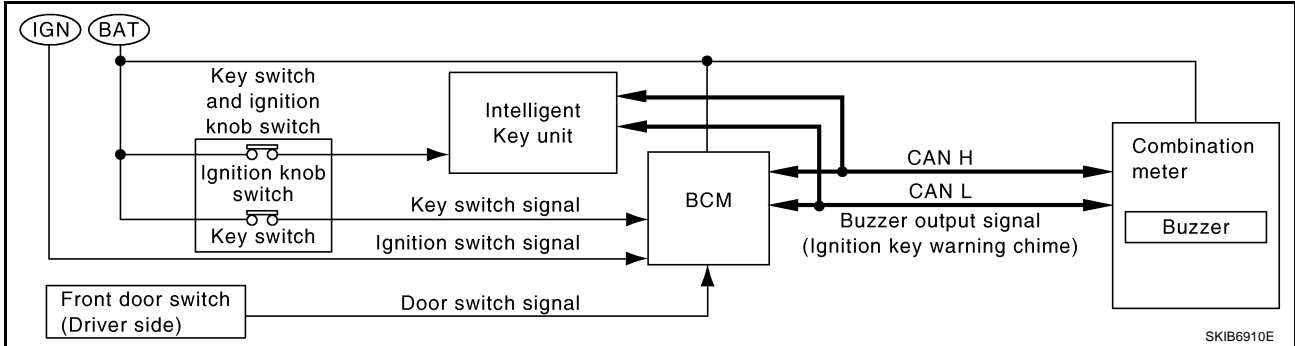 IGN
BAT
Key switch
and ignition
knob switch
Intelligent
Key unit
Ignition knob
switch
Key switch
Key switch signal
Ignition switch signal
BCM
CAN H
CAN L
Buzzer output signal
(Ignition key warning chime)
Combination
meter
Buzzer
Front door switch
(Driver side)
Door switch signal
SKIB6910E